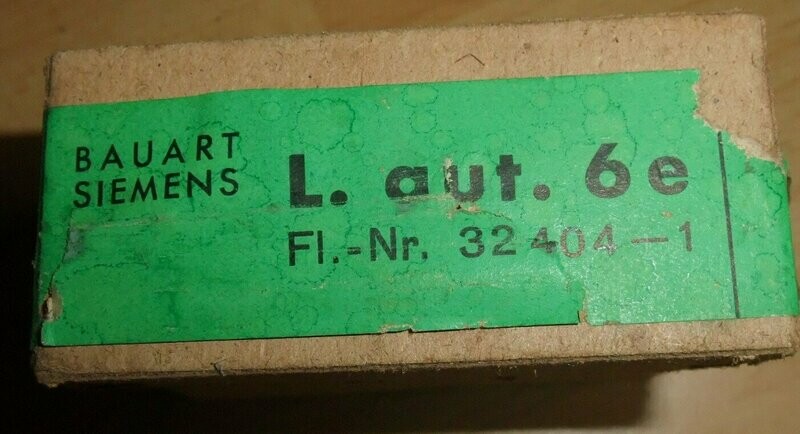 BAUART
SIEMENS
L. aut. 6e
Fl.-Nr. 32404-1